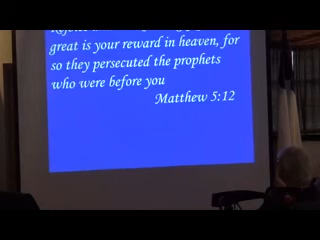 great is your reward in heaven, for
so they persecuted the prophets
who were before you
Matthew 5:12